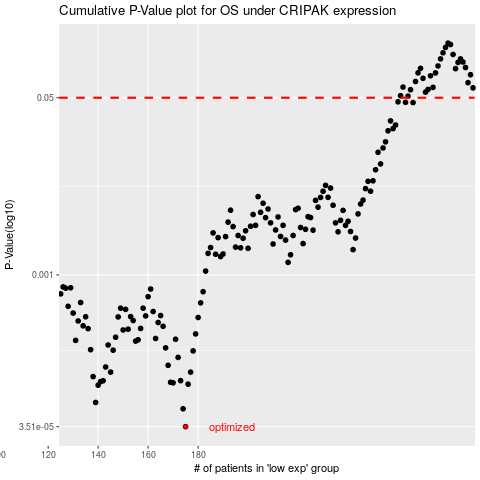 Cumulative P-Value plot for OS under CRIPAK expression
P-Value(log10)
0.05
0.001
3.51e-05
optimized
00 120 140 160 180
# of patients in 'low exp' group